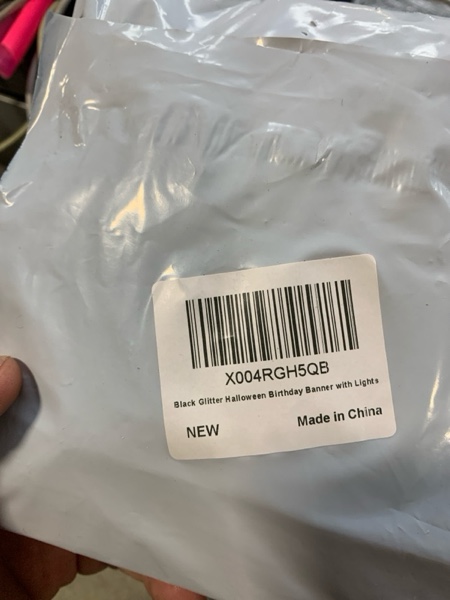 X004RGH5QB
Black Glitter Halloween Birthday Banner with Lights
NEW
Made in China